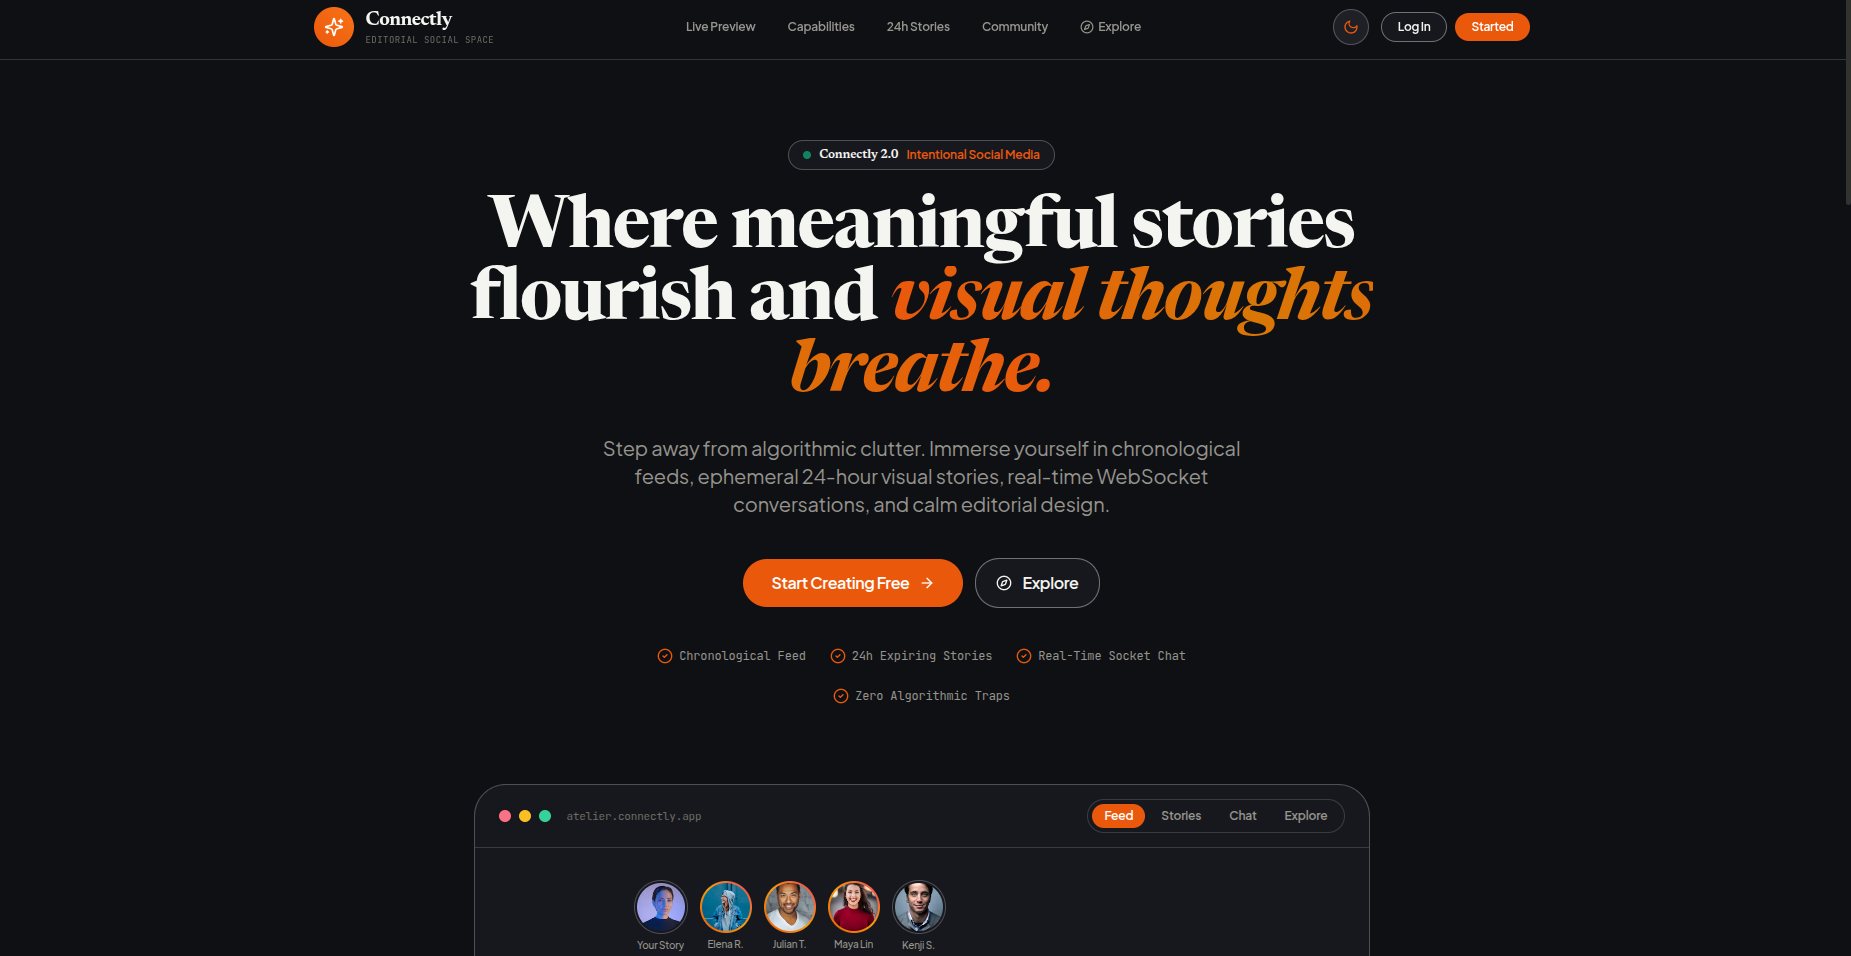 Connectly
EDITORIAL SOCIAL SPACE
Live Preview
Capabilities
24h Stories
Community
Explore
Log In
Started
Connectly 2.0 Intentional Social Media
Where meaningful stories
flourish and visual thoughts
breathe.
Step away from algorithmic clutter. Immerse yourself in chronological
feeds, ephemeral 24-hour visual stories, real-time WebSocket
conversations, and calm editorial design.
Start Creating Free
Explore
Chronological Feed
24h Expiring Stories
Real-Time Socket Chat
Zero Algorithmic Traps
atelier.connectly.app
Feed
Stories
Chat
Explore
Your Story
Elena R.
Julian T.
Maya Lin
Kenji S.